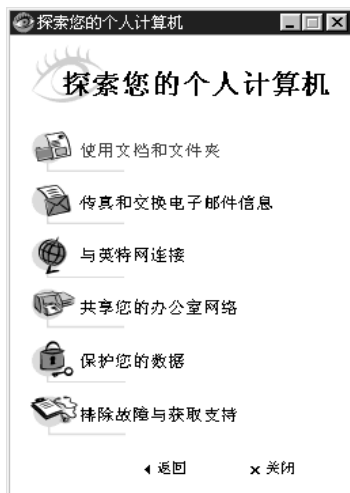 探索您的个人计算机
探索您的个人计算机
使用文档和文件夹
传真和交换电子邮件信息
与英特网连接
共享您的办公室网络
保护您的数据
排除故障与获取支持
返回
关闭